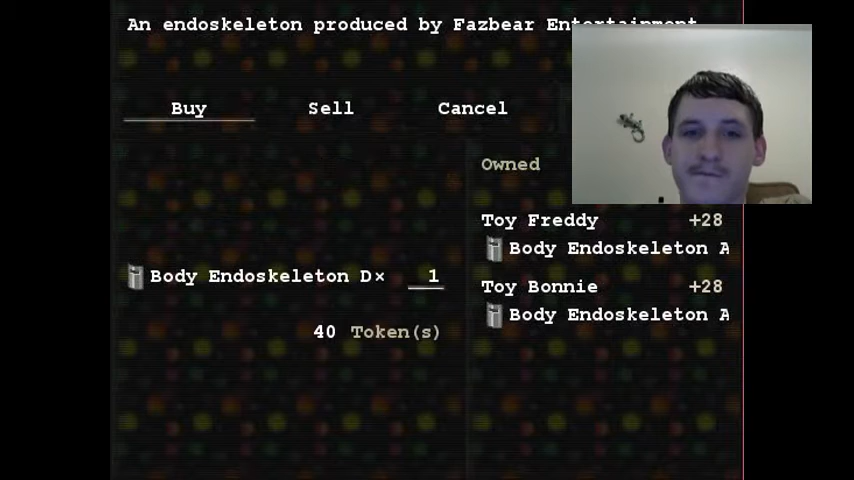 An endoskeleton produced by Fazbear Entertainment
Buy Sell Cancel
Owned
Toy Freddy +28
Body Endoskeleton A
Body Endoskeleton D× 1
Toy Bonnie +28
Body Endoskeleton A
40 Token(s)